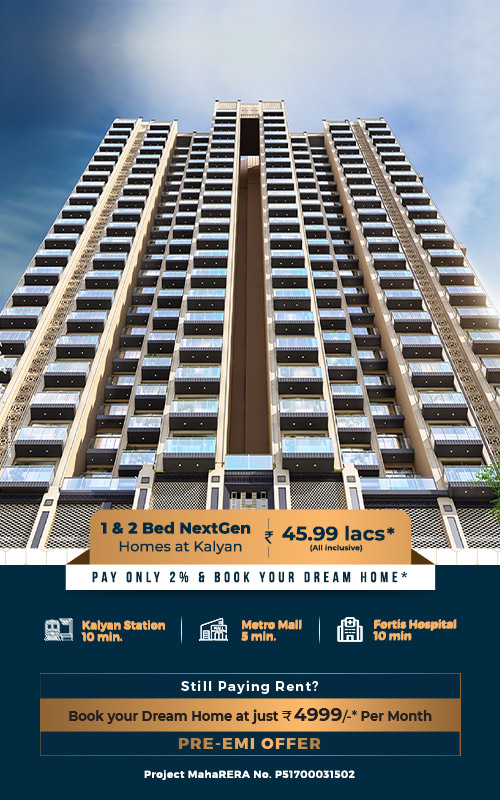 1 & 2 Bed NextGen
Homes at Kalyan
₹ 45.99 lacs*
(All inclusive)
PAY ONLY 2% & BOOK YOUR DREAM HOME*
Kalyan Station
10 min.
Metro Mall
5 min.
Fortis Hospital
10 min
Still Paying Rent?
Book your Dream Home at just ₹ 4999/-* Per Month
PRE-EMI OFFER
Project MahaRERA No. P51700031502